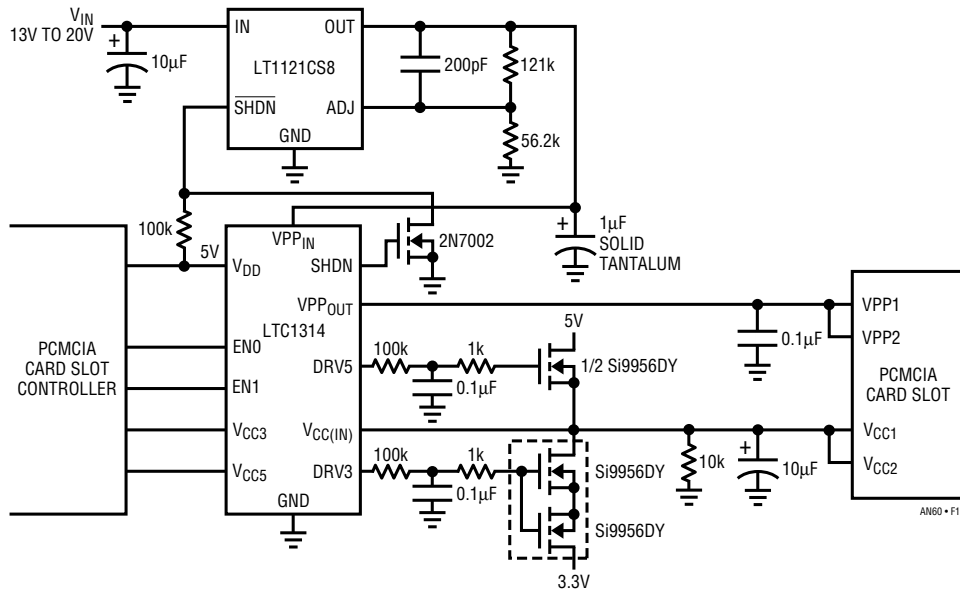 VIN
13V TO 20V
+
10µF
IN
OUT
LT1121CS8
SHDN
ADJ
GND
200pF
121k
56.2k
100k
5V
VPPIN
SHDN
2N7002
+
1µF
SOLID
TANTALUM
VDD
VPPOUT
LTC1314
PCMCIA
CARD SLOT
CONTROLLER
EN0
EN1
VCC3
VCC5
DRV5
VCC(IN)
DRV3
GND
100k
1k
0.1µF
5V
1/2 Si9956DY
100k
1k
0.1µF
Si9956DY
Si9956DY
3.3V
10k
+
10µF
0.1µF
VPP1
VPP2
PCMCIA
CARD SLOT
VCC1
VCC2
AN60 • F1